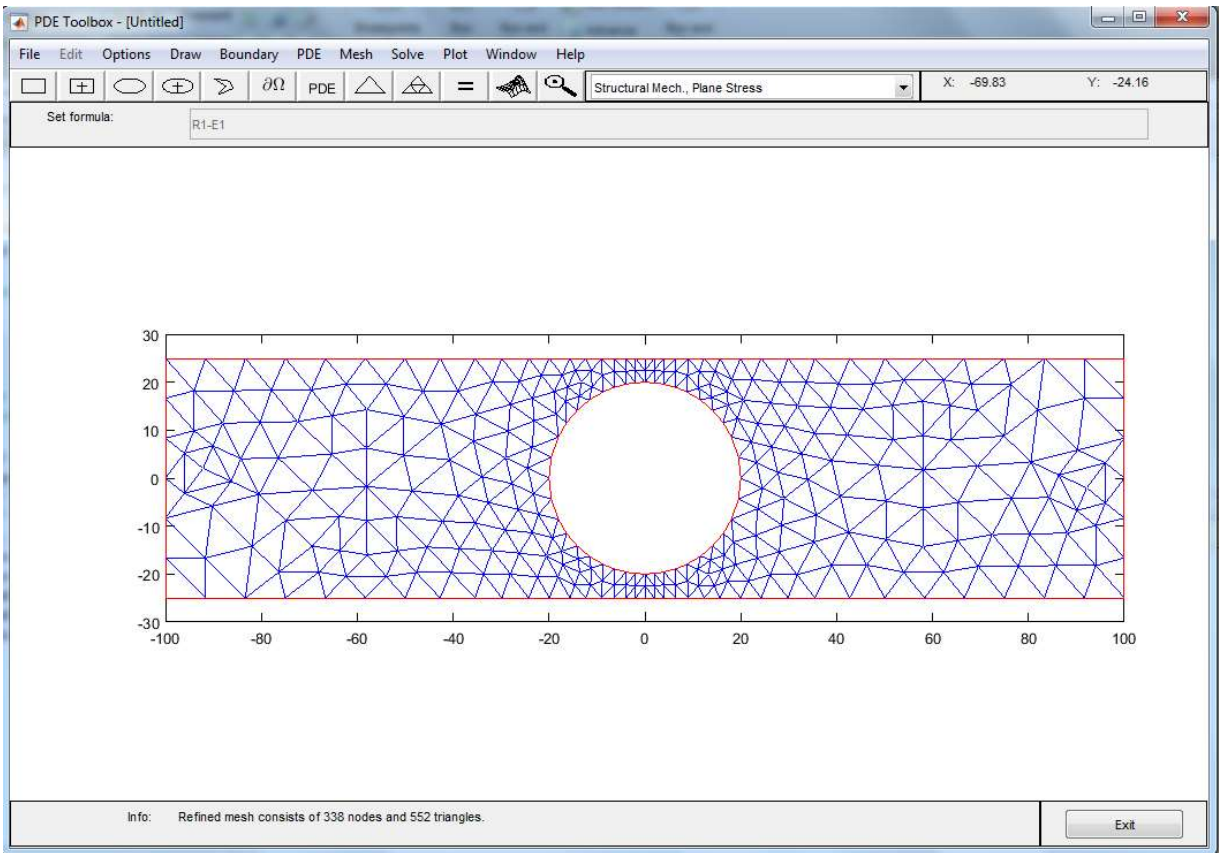 PDE Toolbox - [Untitled]
File Edit Options Draw Boundary PDE Mesh Solve Plot Window Help
∂Ω PDE = Structural Mech., Plane Stress X: -69.83 Y: -24.16
Set formula: R1-E1
30
20
10
0
-10
-20
-30
-100 -80 -60 -40 -20 0 20 40 60 80 100
Info: Refined mesh consists of 338 nodes and 552 triangles. Exit